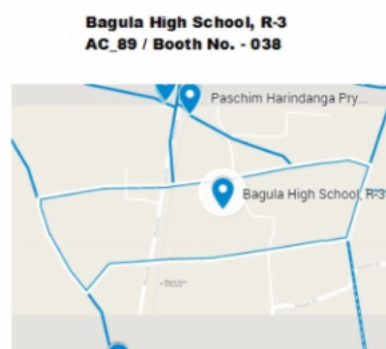 Bagula High School, R-3
AC_89 / Booth No. - 038
Paschim Harindanga Pry...
Bagula High School, R-3